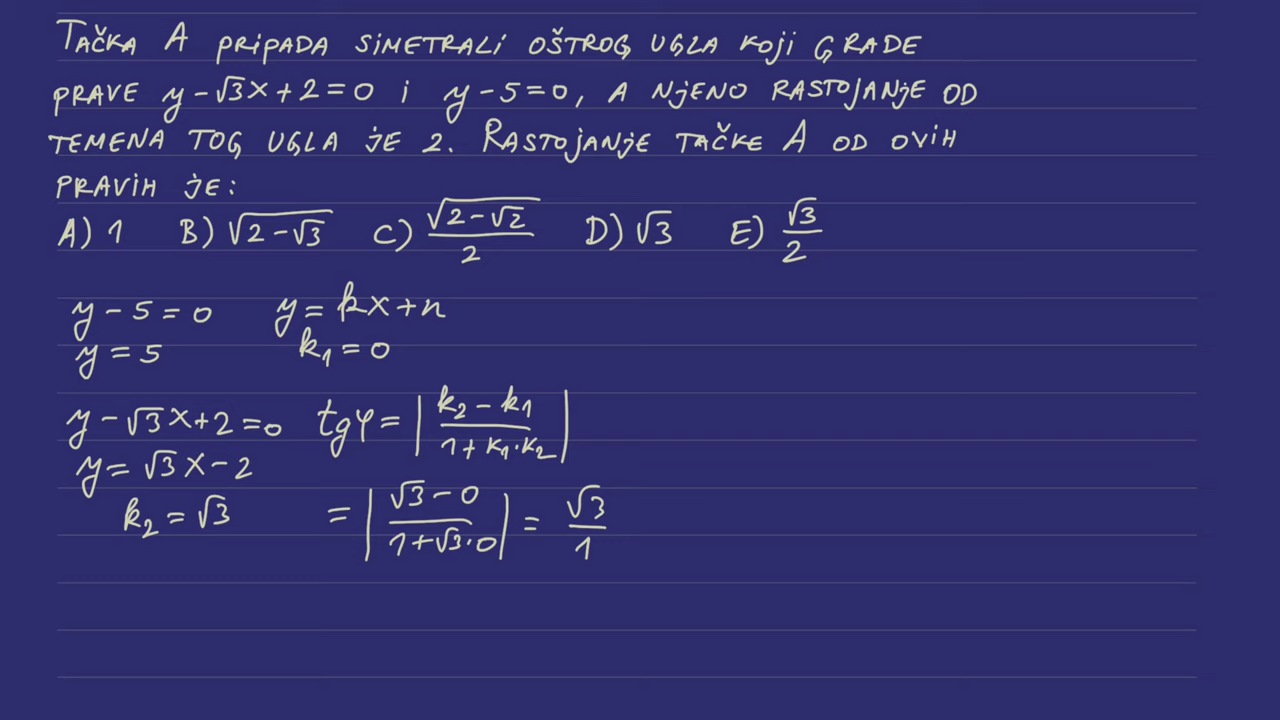 TAČKA A PRIPADA SIMETRALI OŠTROG UGLA KOJI GRADE
PRAVE y-√3x+2=0 i y-5=0, A NJENO RASTOJANJE OD
TEMENA TOG UGLA JE 2. RASTOJANJE TAČKE A OD OVIH
PRAVIH JE:
A) 1 B) √(2-√3) C) √(2-√2)/2 D) √3 E) √3/2
y-5=0 y=kx+n
y=5 k₁=0
y-√3x+2=0 tgφ=|(k₂-k₁)/(1+k₁·k₂)|
y=√3x-2
k₂=√3 =|(√3-0)/(1+√3·0)|=√3/1